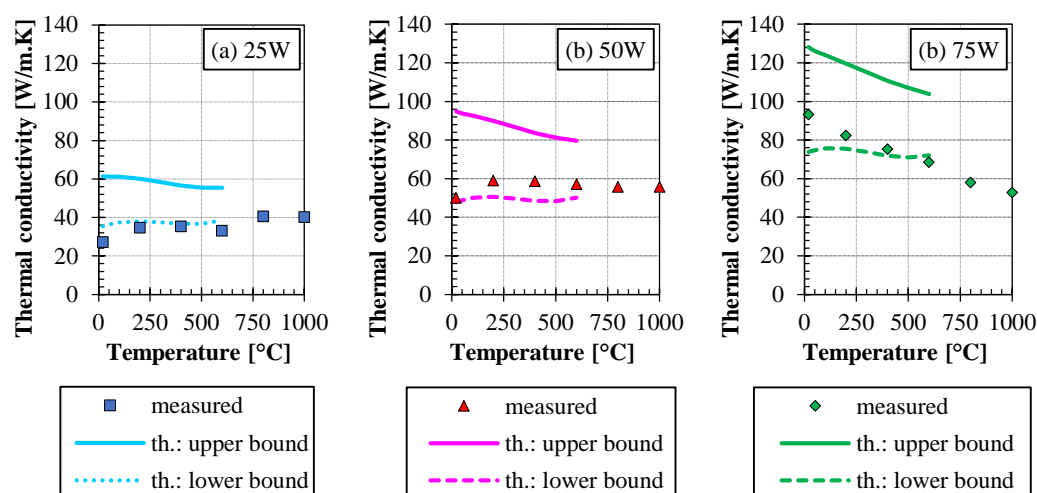 Thermal conductivity [W/m.K]
140
120
100
80
60
40
20
0
(a) 25W
0 250 500 750 1000
Temperature [°C]
measured
th.: upper bound
th.: lower bound
Thermal conductivity [W/m.K]
140
120
100
80
60
40
20
0
(b) 50W
0 250 500 750 1000
Temperature [°C]
measured
th.: upper bound
th.: lower bound
Thermal conductivity [W/m.K]
140
120
100
80
60
40
20
0
(b) 75W
0 250 500 750 1000
Temperature [°C]
measured
th.: upper bound
th.: lower bound